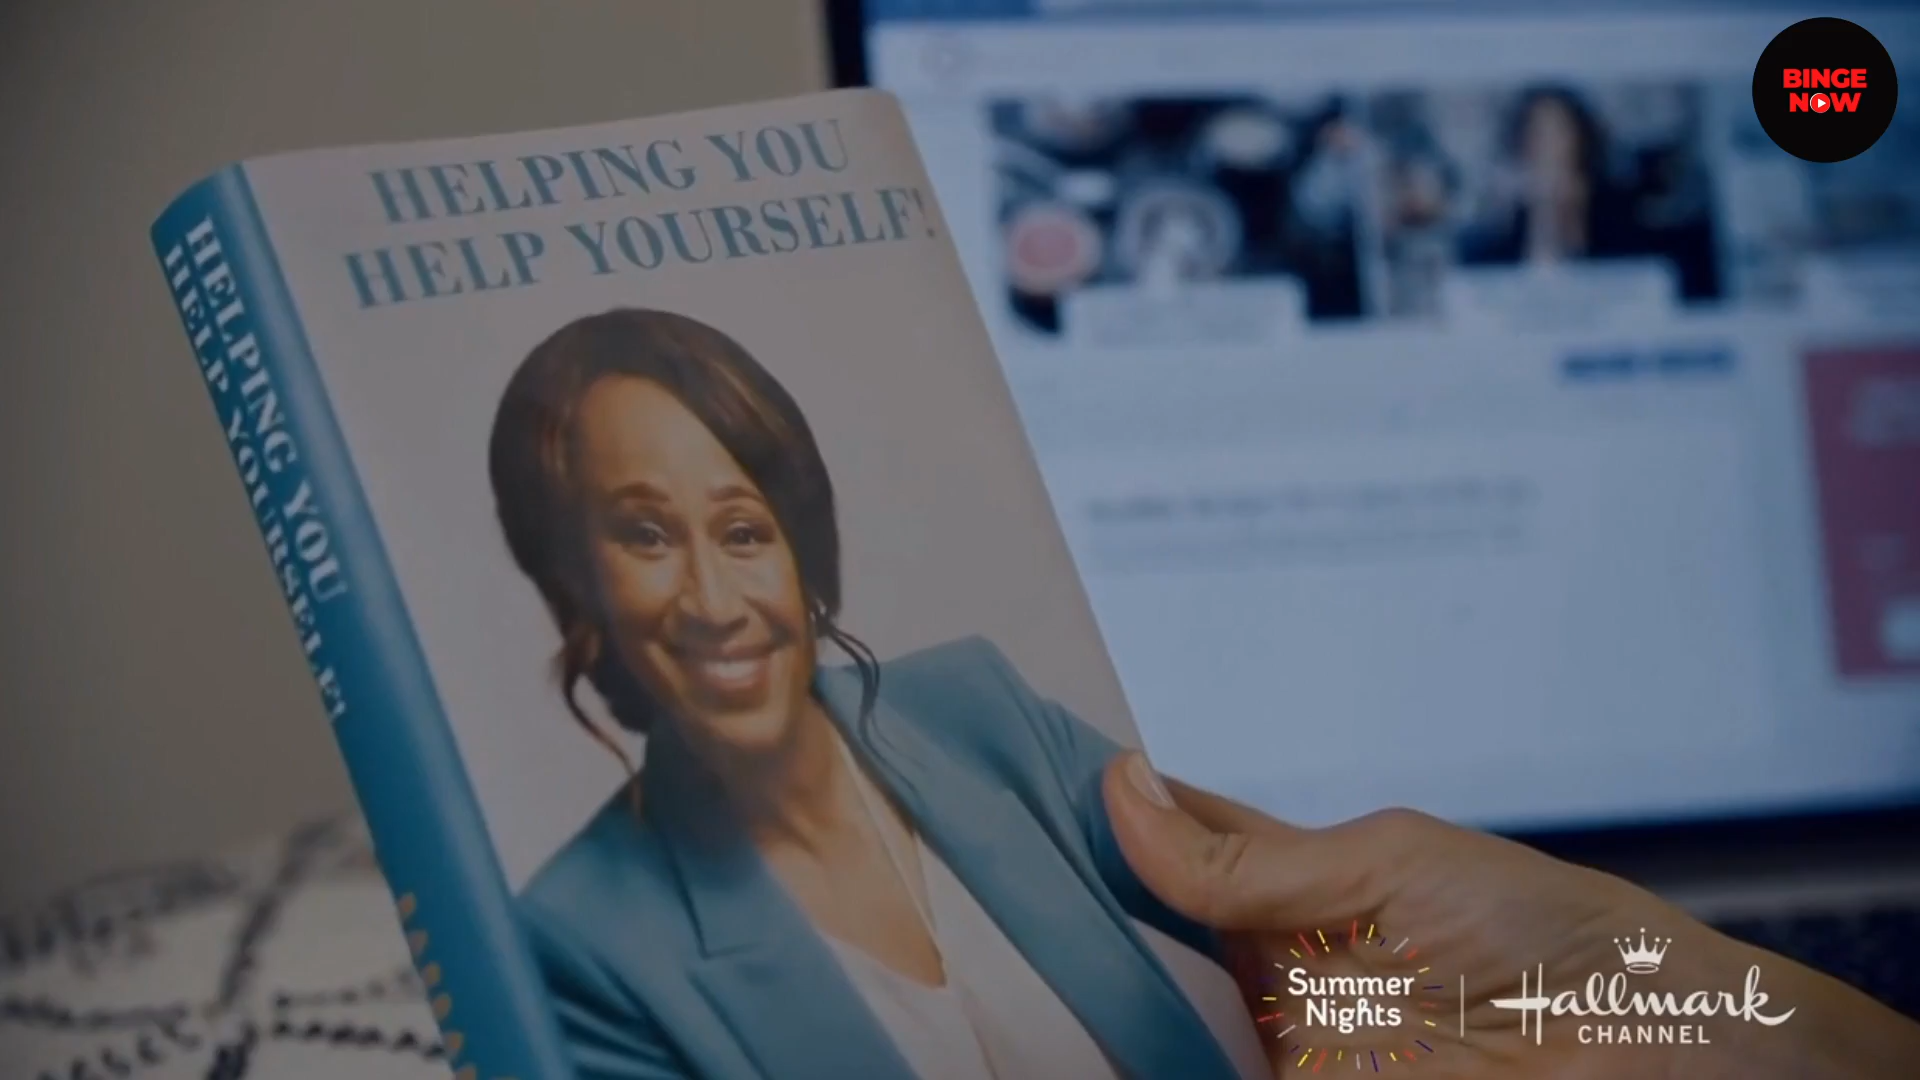 BINGE
NOW
HELPING YOU
HELP YOURSELF!
HELPING YOU
HELP YOURSELF!
Summer
Nights
Hallmark
CHANNEL